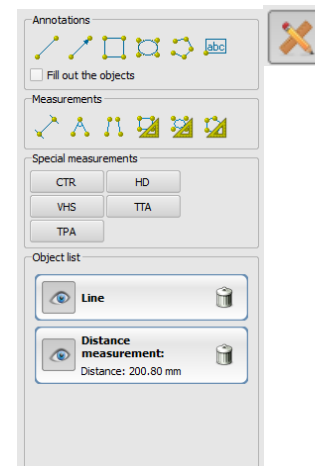 Annotations
abc
Fill out the objects
Measurements
Special measurements
CTR HD
VHS TTA
TPA
Object list
Line
Distance
measurement:
Distance: 200.80 mm